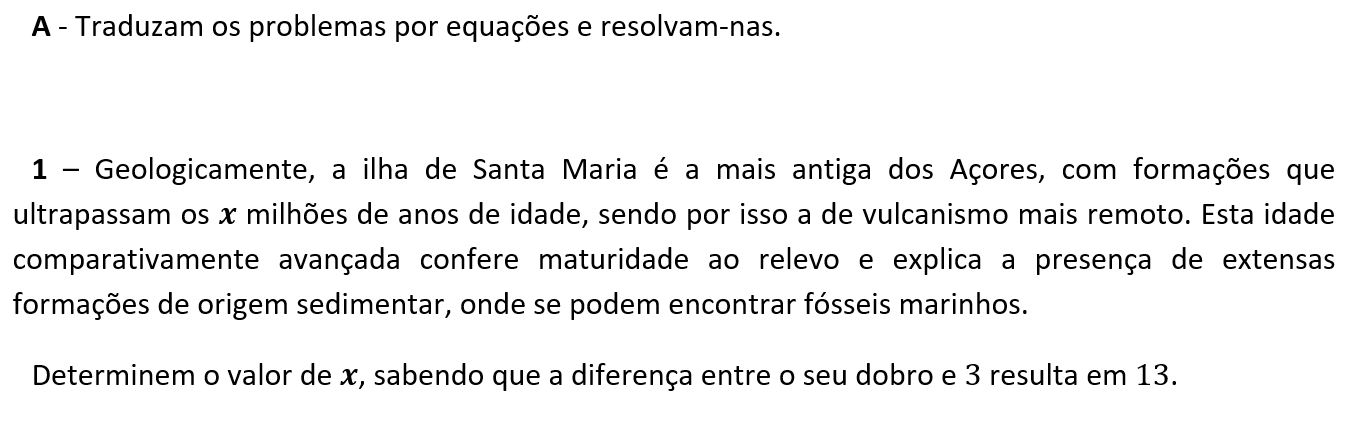 A - Traduzam os problemas por equações e resolvam-nas.
1 – Geologicamente, a ilha de Santa Maria é a mais antiga dos Açores, com formações que
ultrapassam os x milhões de anos de idade, sendo por isso a de vulcanismo mais remoto. Esta idade
comparativamente avançada confere maturidade ao relevo e explica a presença de extensas
formações de origem sedimentar, onde se podem encontrar fósseis marinhos.
Determinem o valor de x, sabendo que a diferença entre o seu dobro e 3 resulta em 13.